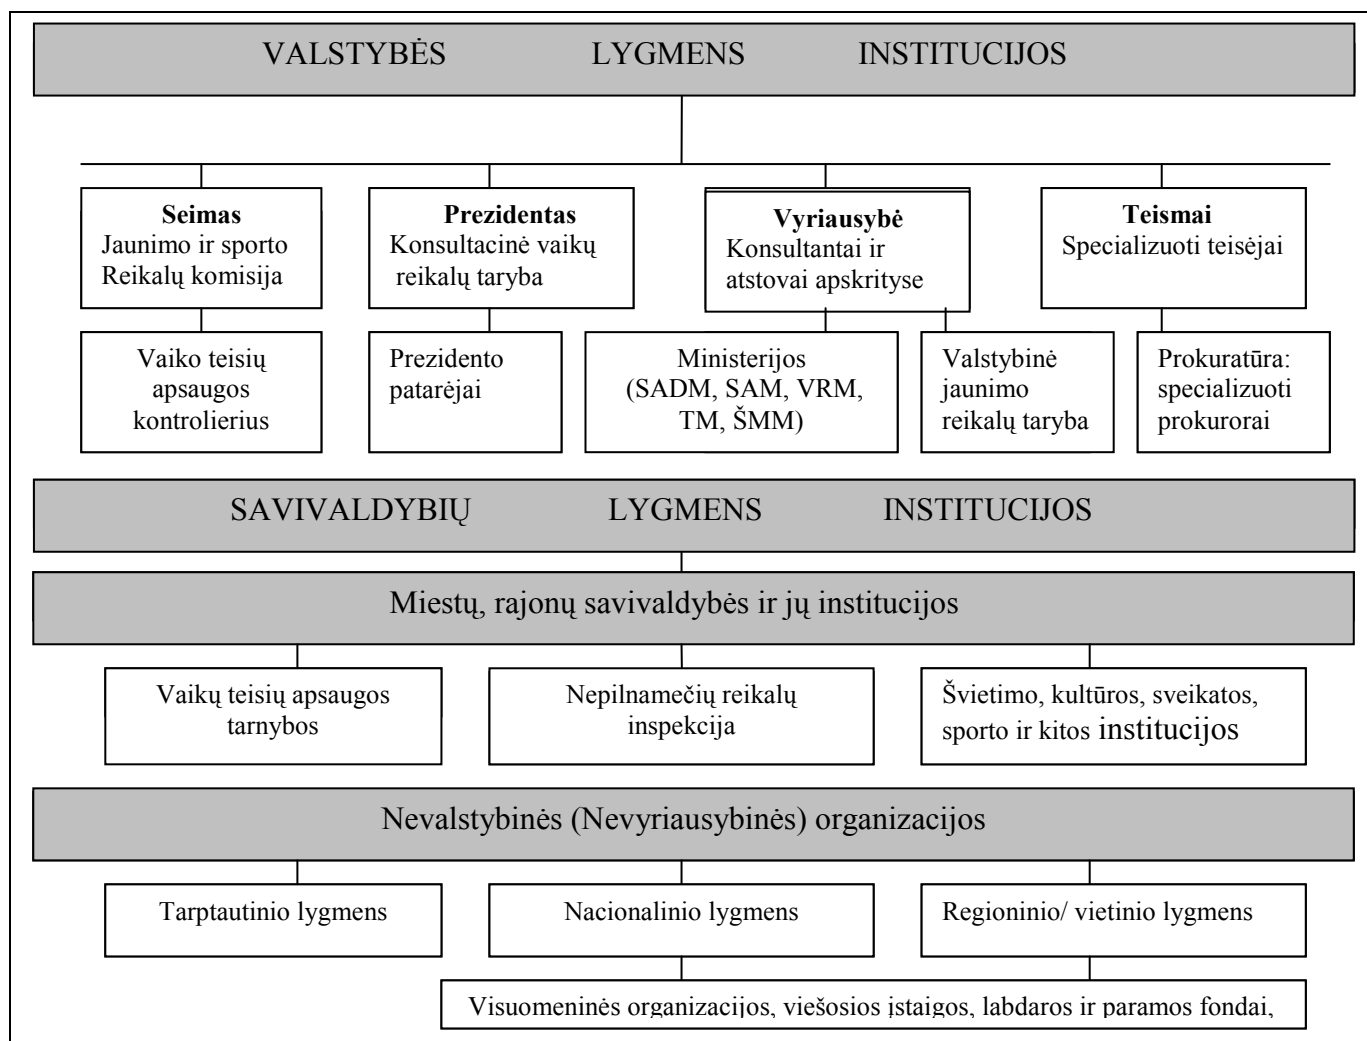 VALSTYBĖS LYGMENS INSTITUCIJOS
Seimas
Jaunimo ir sporto
Reikalų komisija
Prezidentas
Konsultacinė vaikų
reikalų taryba
Vyriausybė
Konsultantai ir
atstovai apskrityse
Teismai
Specializuoti teisėjai
Vaiko teisių
apsaugos
kontrolierius
Prezidento
patarėjai
Ministerijos
(SADM, SAM, VRM,
TM, ŠMM)
Valstybinė
jaunimo
reikalų taryba
Prokuratūra:
specializuoti
prokurorai
SAVIVALDYBIŲ LYGMENS INSTITUCIJOS
Miestų, rajonų savivaldybės ir jų institucijos
Vaikų teisių apsaugos
tarnybos
Nepilnamečių reikalų
inspekcija
Švietimo, kultūros, sveikatos,
sporto ir kitos institucijos
Nevalstybinės (Nevyriausybinės) organizacijos
Tarptautinio lygmens
Nacionalinio lygmens
Regioninio/ vietinio lygmens
Visuomeninės organizacijos, viešosios įstaigos, labdaros ir paramos fondai,